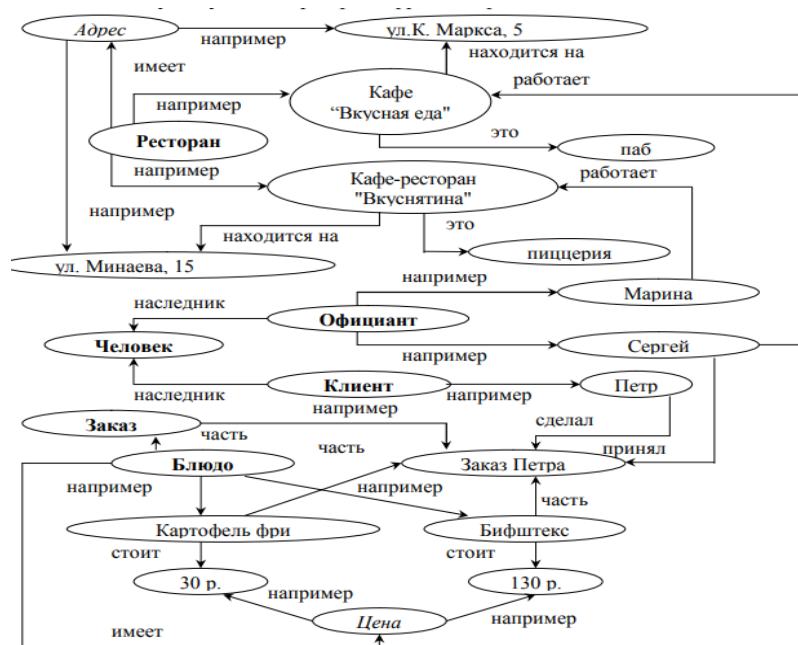 Адрес
например
ул.К. Маркса, 5
имеет
находится на
например
Кафе
“Вкусная еда"
работает
Ресторан
это
паб
например
Кафе-ресторан
"Вкуснятина"
работает
например
находится на
это
ул. Минаева, 15
пиццерия
например
наследник
Марина
Официант
Человек
например
Сергей
наследник
Клиент
например
Петр
например
Заказ
сделал
часть
часть
принял
Блюдо
Заказ Петра
например
например
часть
Картофель фри
Бифштекс
стоит
стоит
30 р.
130 р.
например
Цена
например
имеет